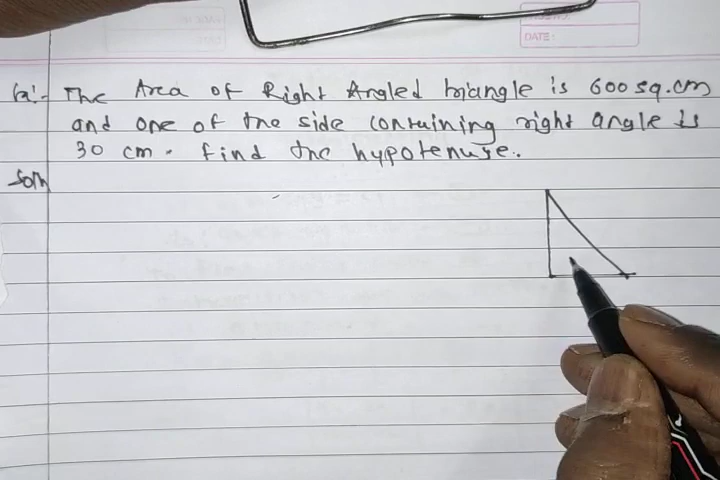 DATE:
Q:- The Area of Right Angled triangle is 600 sq.cm
and one of the side containing right angle is
30 cm. find the hypotenuse.
Soln